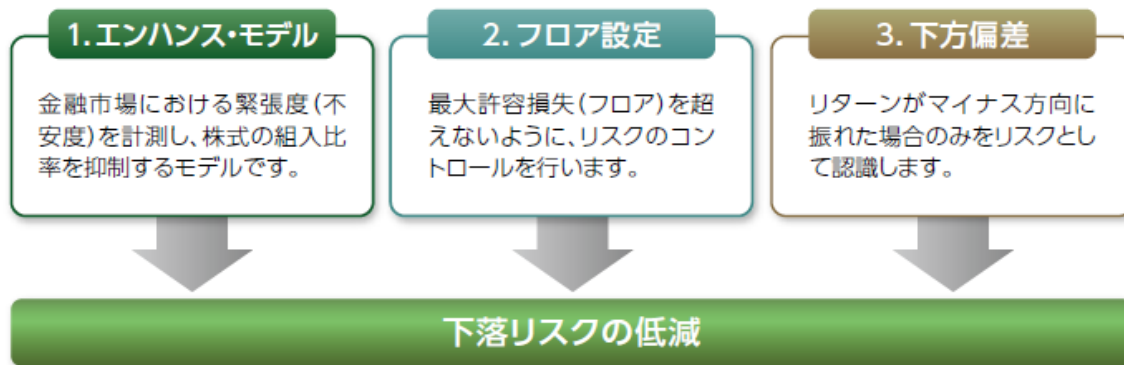 1.エンハンス・モデル
金融市場における緊張度(不
安度)を計測し、株式の組入比
率を抑制するモデルです。
2.フロア設定
最大許容損失(フロア)を超
えないように、リスクのコン
トロールを行います。
3.下方偏差
リターンがマイナス方向に
振れた場合のみをリスクとし
て認識します。
下落リスクの低減